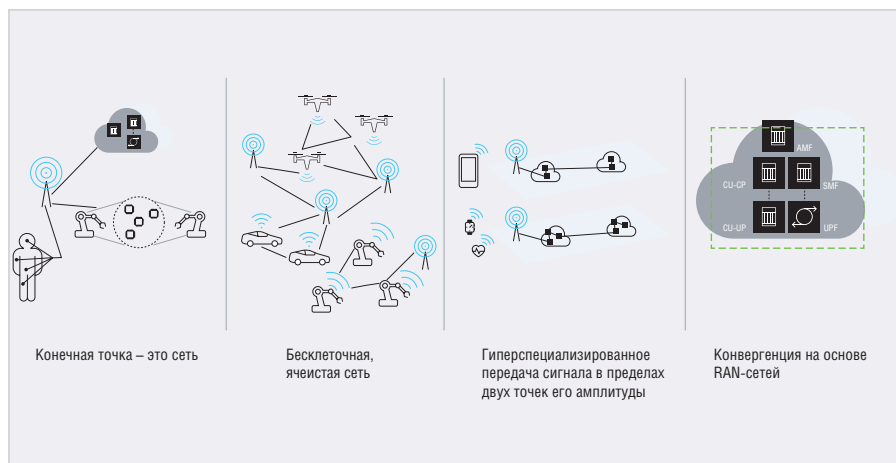 AMF
CU-CP
SMF
CU-UP
UPF
Конечная точка – это сеть
Бесклеточная,
ячеистая сеть
Гиперспециализированное
передача сигнала в пределах
двух точек его амплитуды
Конвергенция на основе
RAN-сетей